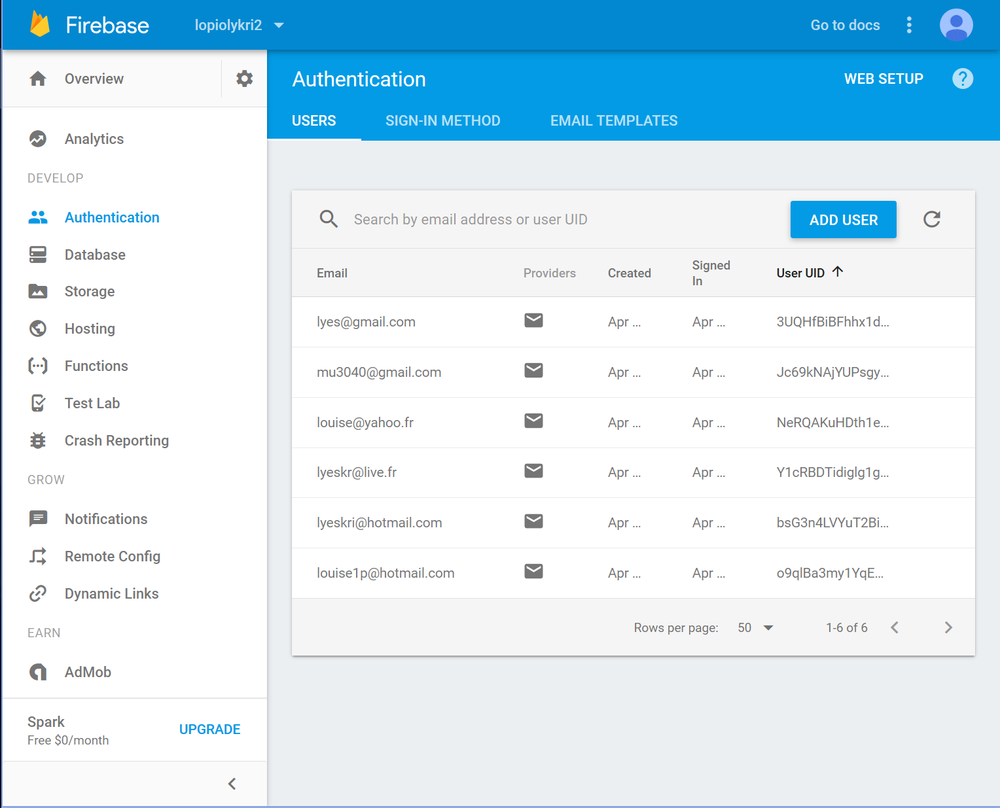 Firebase
lopiolykri2
Go to docs
Overview
Analytics
DEVELOP
Authentication
Database
Storage
Hosting
Functions
Test Lab
Crash Reporting
GROW
Notifications
Remote Config
Dynamic Links
EARN
AdMob
Spark
Free $0/month
UPGRADE
Authentication
WEB SETUP
?
USERS SIGN-IN METHOD EMAIL TEMPLATES
Search by email address or user UID
ADD USER
Email Providers Created Signed In User UID
lyes@gmail.com Apr ... Apr ... 3UQHfBiBFhhx1d...
mu3040@gmail.com Apr ... Apr ... Jc69kNAjYUPsgy...
louise@yahoo.fr Apr ... Apr ... NeRQAKuHDth1e...
lyeskr@live.fr Apr ... Apr ... Y1cRBDTidiglg1g...
lyeskri@hotmail.com Apr ... Apr ... bsG3n4LVYuT2Bi...
louise1p@hotmail.com Apr ... Apr ... o9qlBa3my1YqE...
Rows per page: 50 1-6 of 6